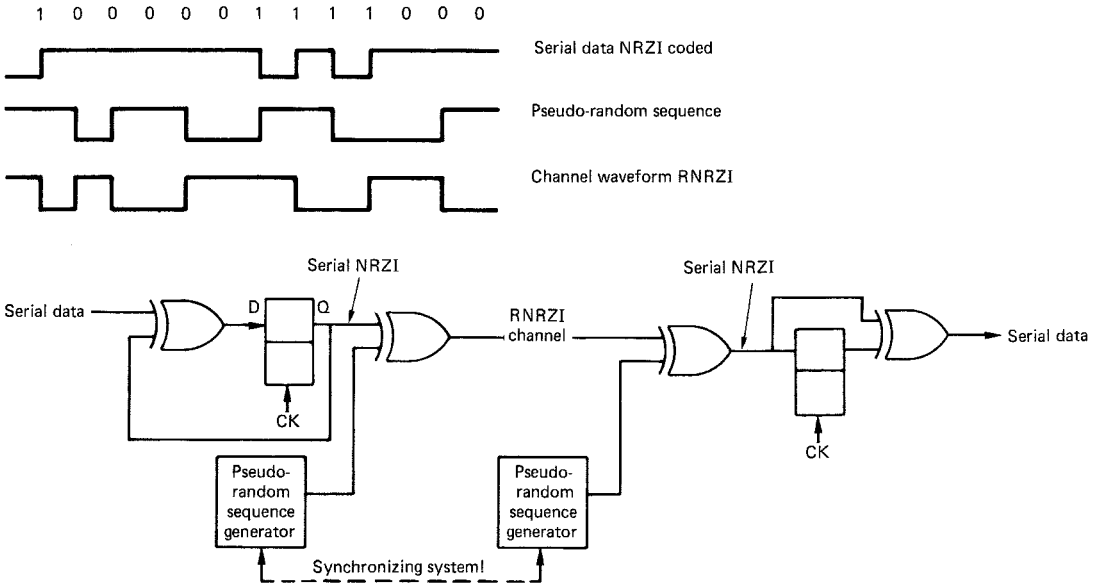 1 0 0 0 0 0 1 1 1 1 0 0 0
Serial data NRZI coded
Pseudo-random sequence
Channel waveform RNRZI
Serial NRZI
Serial NRZI
Serial data
D
Q
RNRZI
channel
Serial data
CK
CK
Pseudo-
random
sequence
generator
Pseudo-
random
sequence
generator
Synchronizing system!